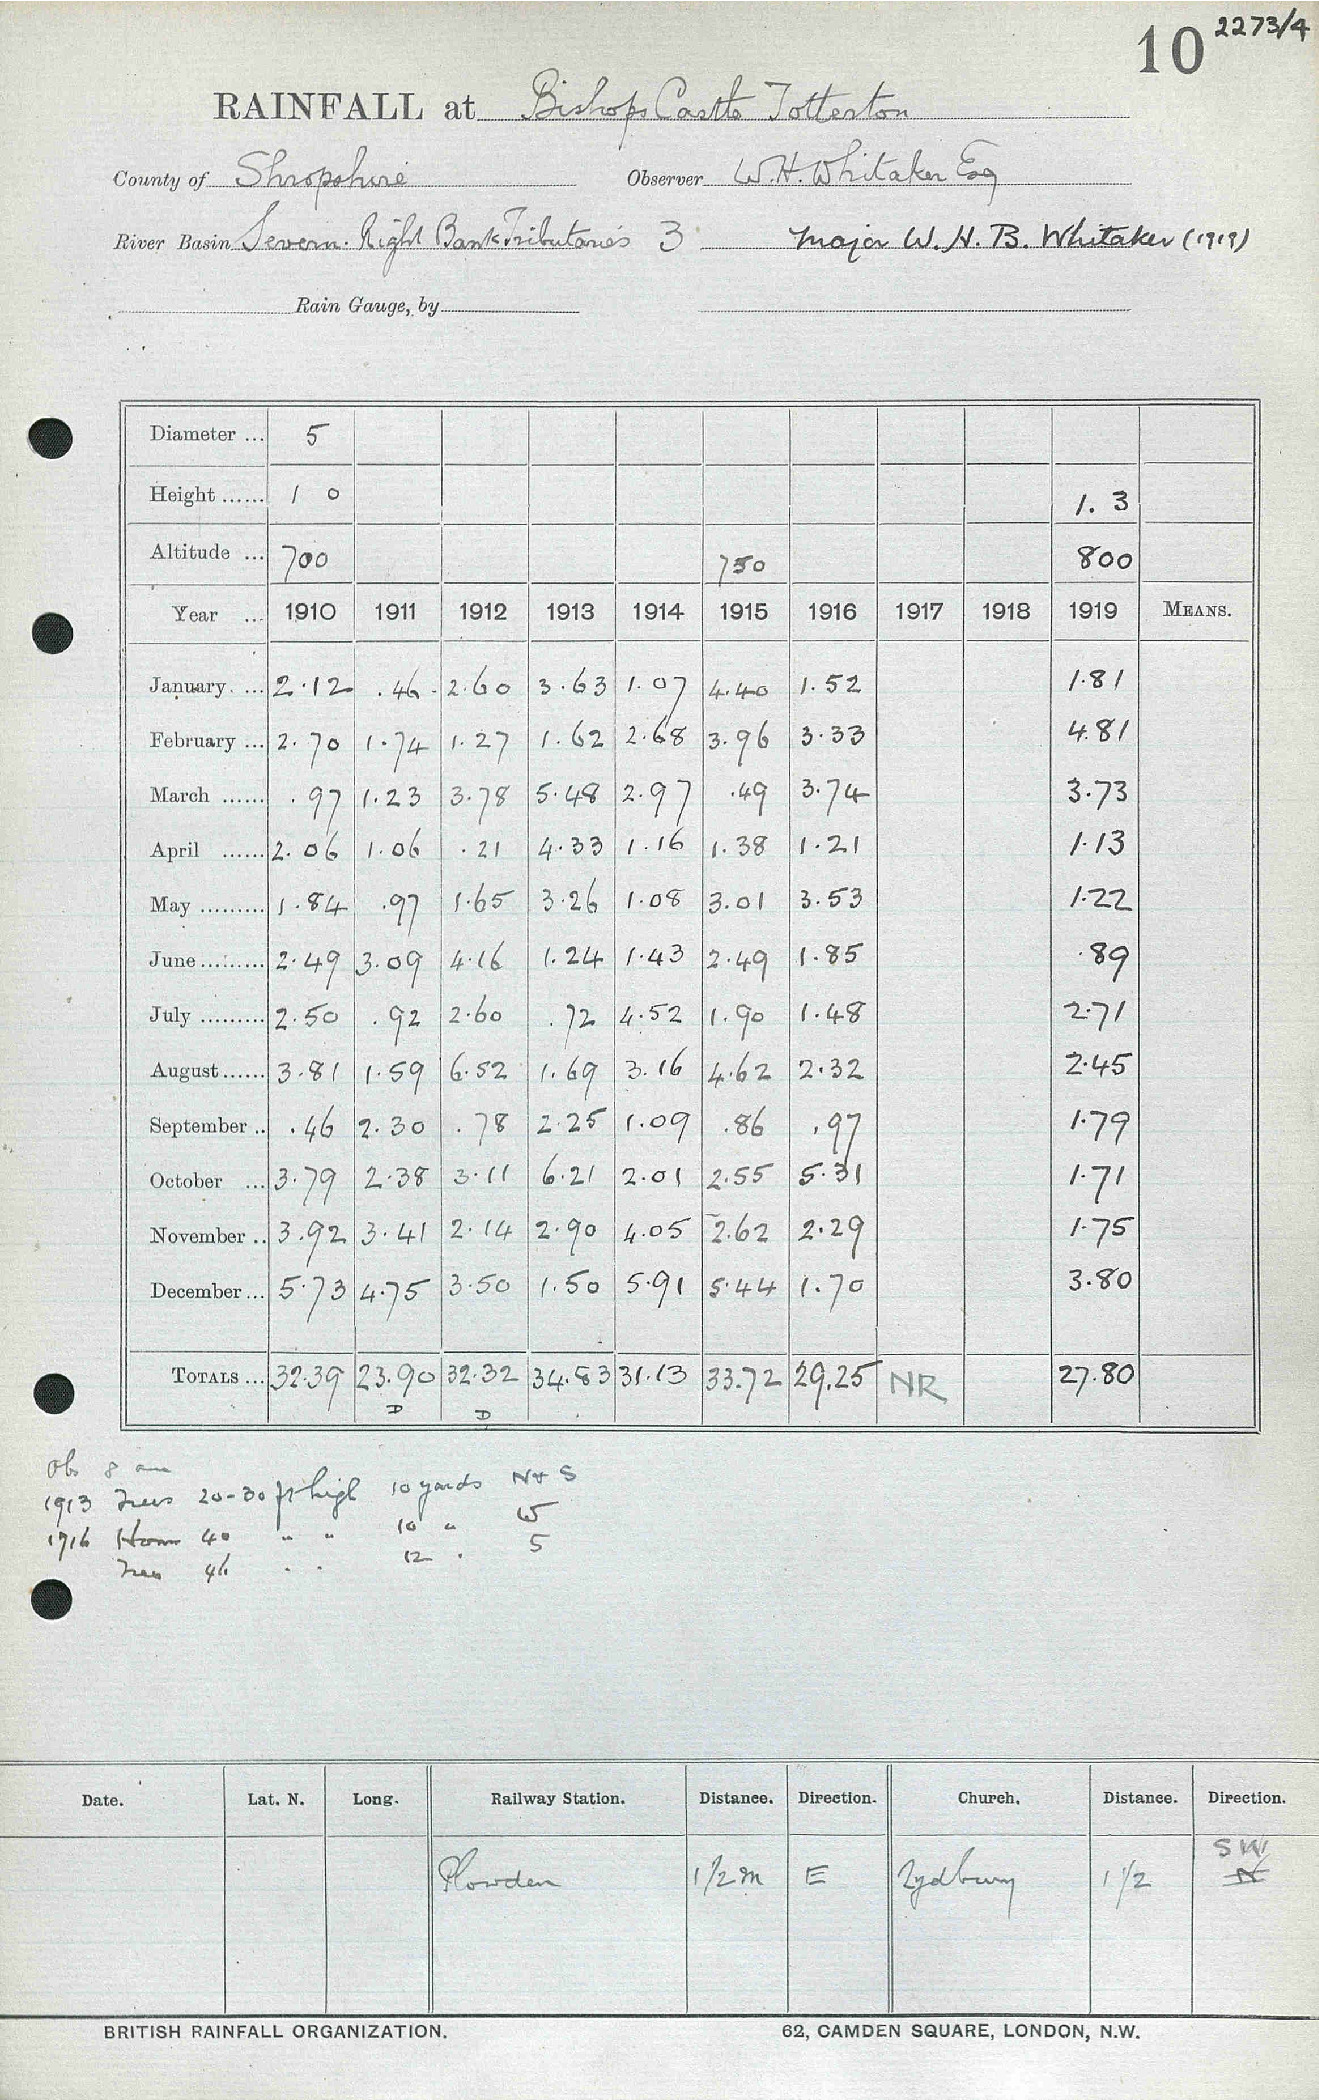 2273/4
10
RAINFALL at Bishops Castle Totterton
County of Shropshire Observer W.H. Whitaker Esq
River Basin Severn. Right Bank Tributaries 3 Major W. H. B. Whitaker (1919)
Rain Gauge, by
Diameter ... 5
Height ...... 1 0 1. 3
Altitude ... 700 750 800
Year ... 1910 1911 1912 1913 1914 1915 1916 1917 1918 1919 MEANS.
January ... 2.12 .46 2.60 3.63 1.07 4.40 1.52 1.81
February ... 2.70 1.74 1.27 1.62 2.68 3.96 3.33 4.81
March ...... .97 1.23 3.78 5.48 2.97 .49 3.74 3.73
April ...... 2.06 1.06 .21 4.33 1.16 1.38 1.21 1.13
May ......... 1.84 .97 1.65 3.26 1.08 3.01 3.53 1.22
June ......... 2.49 3.09 4.16 1.24 1.43 2.49 1.85 .89
July ......... 2.50 .92 2.60 .72 4.52 1.90 1.48 2.71
August ...... 3.81 1.59 6.52 1.69 3.16 4.62 2.32 2.45
September .. .46 2.30 .78 2.25 1.09 .86 .97 1.79
October ... 3.79 2.38 3.11 6.21 2.01 2.55 5.31 1.71
November .. 3.92 3.41 2.14 2.90 4.05 2.62 2.29 1.75
December ... 5.73 4.75 3.50 1.50 5.91 5.44 1.70 3.80
TOTALS ... 32.39 23.90 32.32 34.83 31.13 33.72 29.25 NR 27.80
D D
Obs 8 am
1913 Trees 20-30 ft high 10 yards N & S
1916 House 40 " " 10 " W
Tree 46 " " 12 " S
Date. Lat. N. Long. Railway Station. Distance. Direction. Church. Distance. Direction.
SW
Plowden 1 1/2 m E Lydbury 1 1/2 N
BRITISH RAINFALL ORGANIZATION. 62, CAMDEN SQUARE, LONDON, N.W.